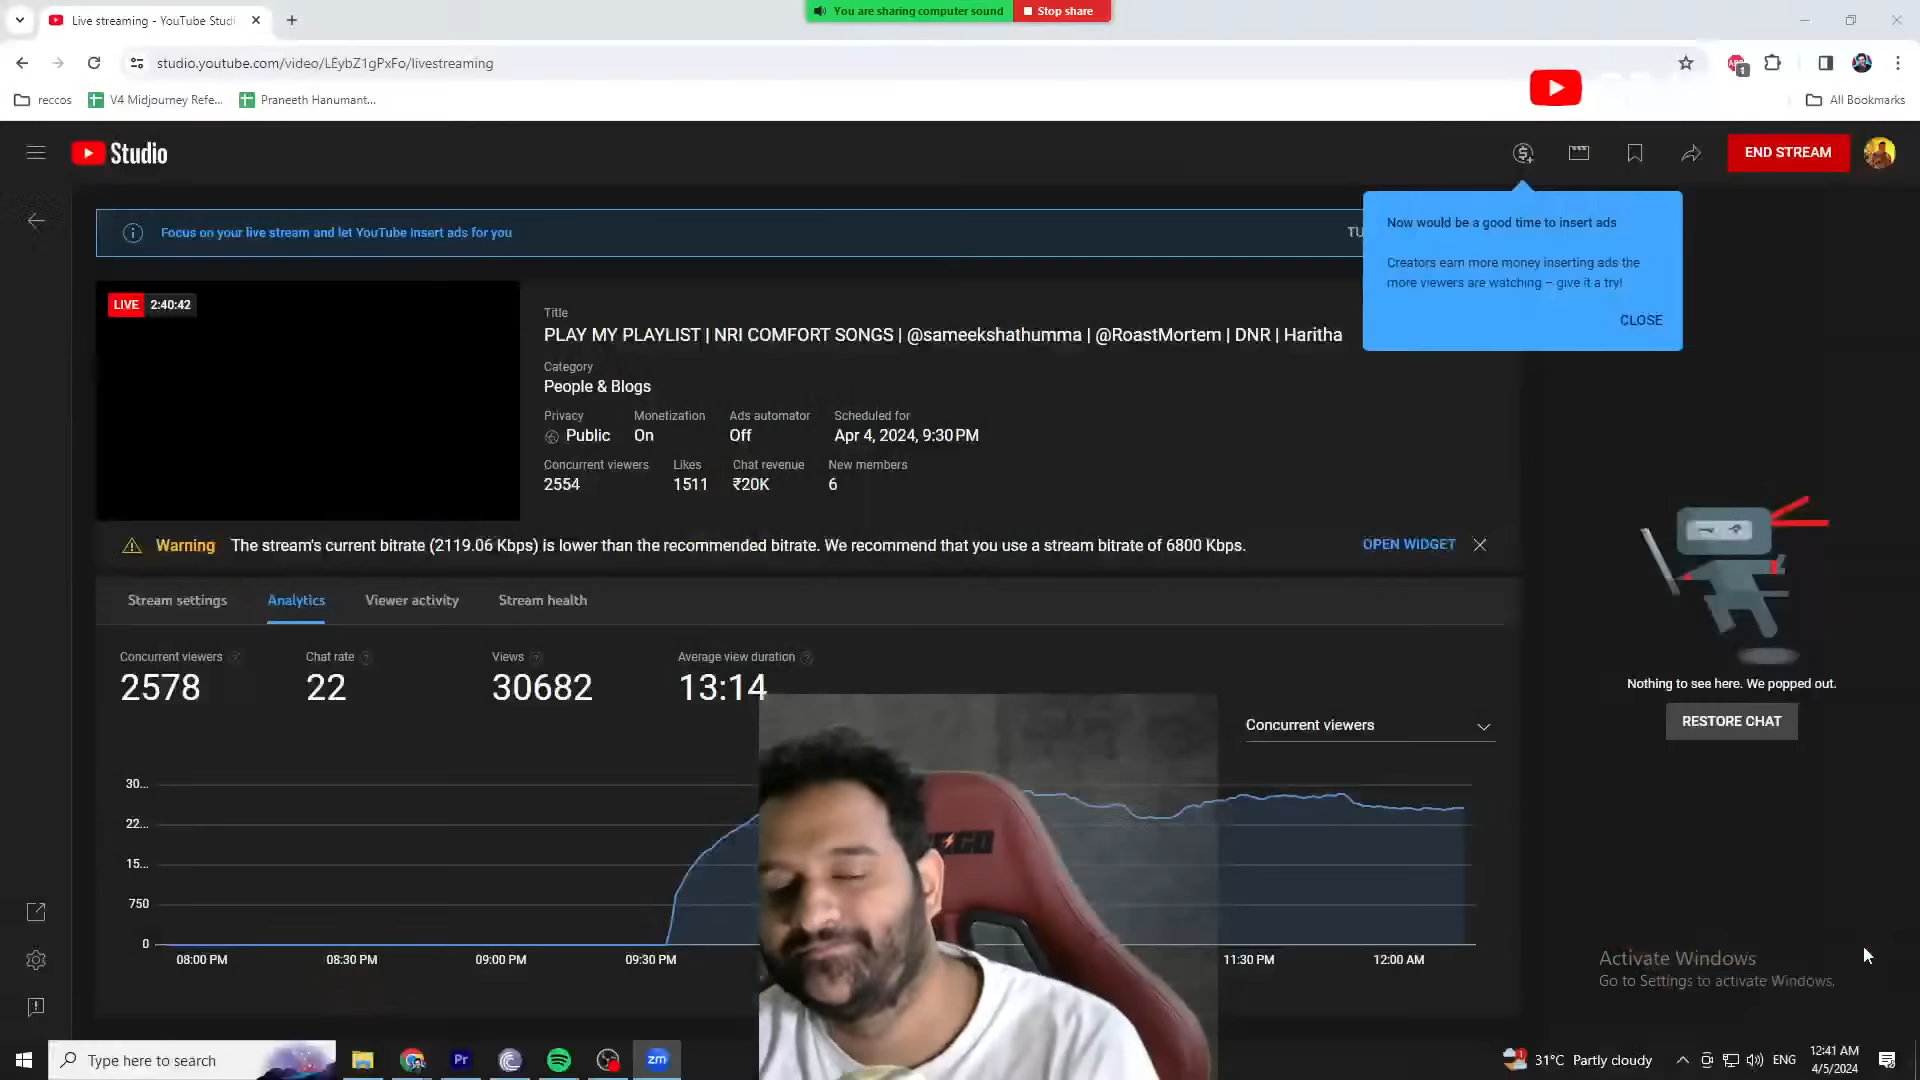 Live streaming - YouTube Studi
You are sharing computer sound
Stop share
studio.youtube.com/video/LEybZ1gPxFo/livestreaming
1
reccos
V4 Midjourney Refe...
Praneeth Hanumant...
All Bookmarks
Studio
END STREAM
Focus on your live stream and let YouTube insert ads for you
TU
Now would be a good time to insert ads
Creators earn more money inserting ads the
more viewers are watching – give it a try!
CLOSE
LIVE 2:40:42
Title
PLAY MY PLAYLIST | NRI COMFORT SONGS | @sameekshathumma | @RoastMortem | DNR | Haritha
Category
People & Blogs
Privacy Monetization Ads automator Scheduled for
Public On Off Apr 4, 2024, 9:30 PM
Concurrent viewers Likes Chat revenue New members
2554 1511 ₹20K 6
Warning The stream's current bitrate (2119.06 Kbps) is lower than the recommended bitrate. We recommend that you use a stream bitrate of 6800 Kbps.
OPEN WIDGET
Stream settings Analytics Viewer activity Stream health
Concurrent viewers Chat rate Views Average view duration
2578 22 30682 13:14
Concurrent viewers
30...
22...
15...
750
0
08:00 PM 08:30 PM 09:00 PM 09:30 PM 11:30 PM 12:00 AM
Nothing to see here. We popped out.
RESTORE CHAT
Activate Windows
Go to Settings to activate Windows.
Type here to search
Pr
zm
31°C Partly cloudy
ENG
12:41 AM
4/5/2024